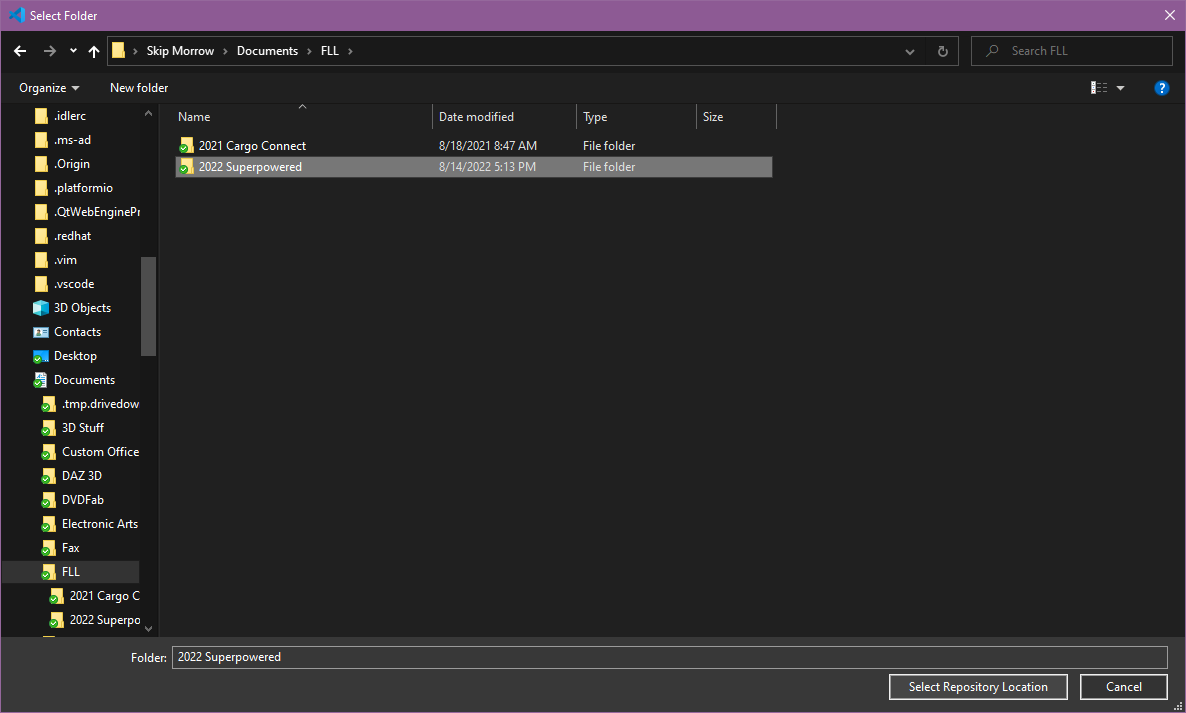 Select Folder
Skip Morrow > Documents > FLL >
Search FLL
Organize
New folder
?
.idlerc
.ms-ad
.Origin
.platformio
.QtWebEnginePr
.redhat
.vim
.vscode
3D Objects
Contacts
Desktop
Documents
.tmp.drivedow
3D Stuff
Custom Office
DAZ 3D
DVDFab
Electronic Arts
Fax
FLL
2021 Cargo C
2022 Superpo
Name Date modified Type Size
2021 Cargo Connect 8/18/2021 8:47 AM File folder
2022 Superpowered 8/14/2022 5:13 PM File folder
Folder: 2022 Superpowered
Select Repository Location Cancel